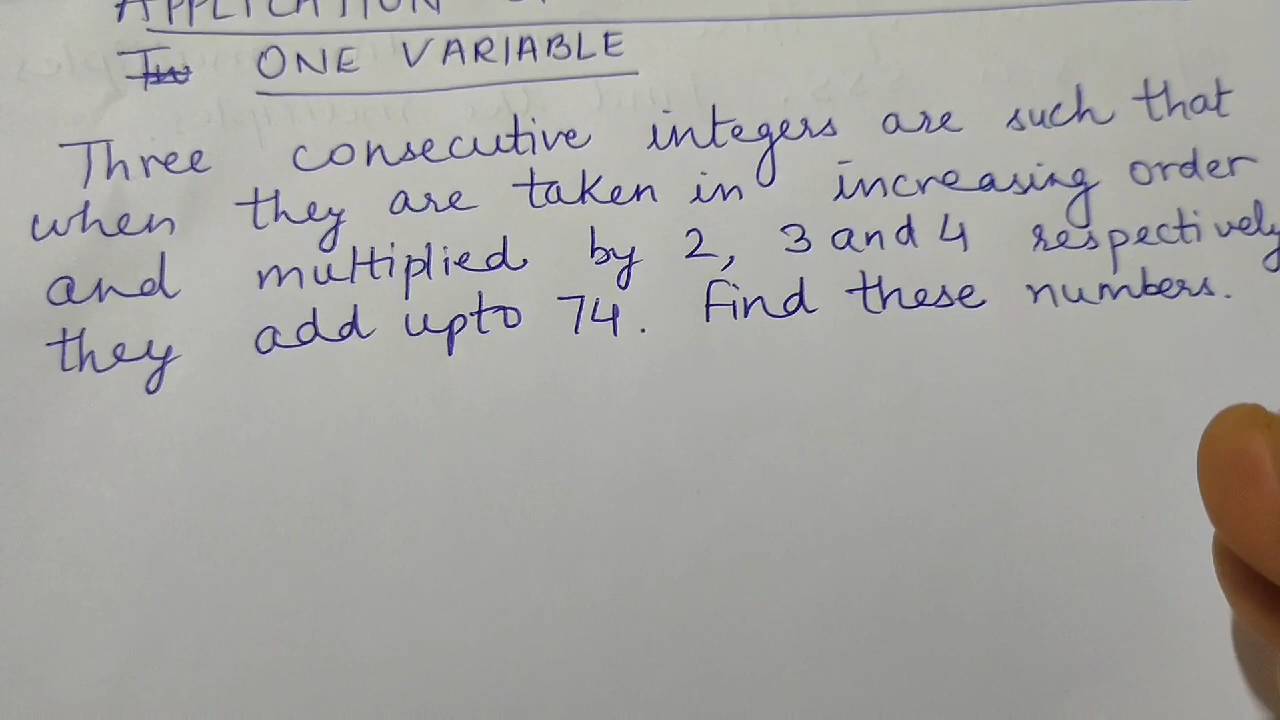 APPLICATION
ONE VARIABLE
Three consecutive integers are such that
when they are taken in increasing order
and multiplied by 2, 3 and 4 respectively
they add upto 74. Find these numbers.